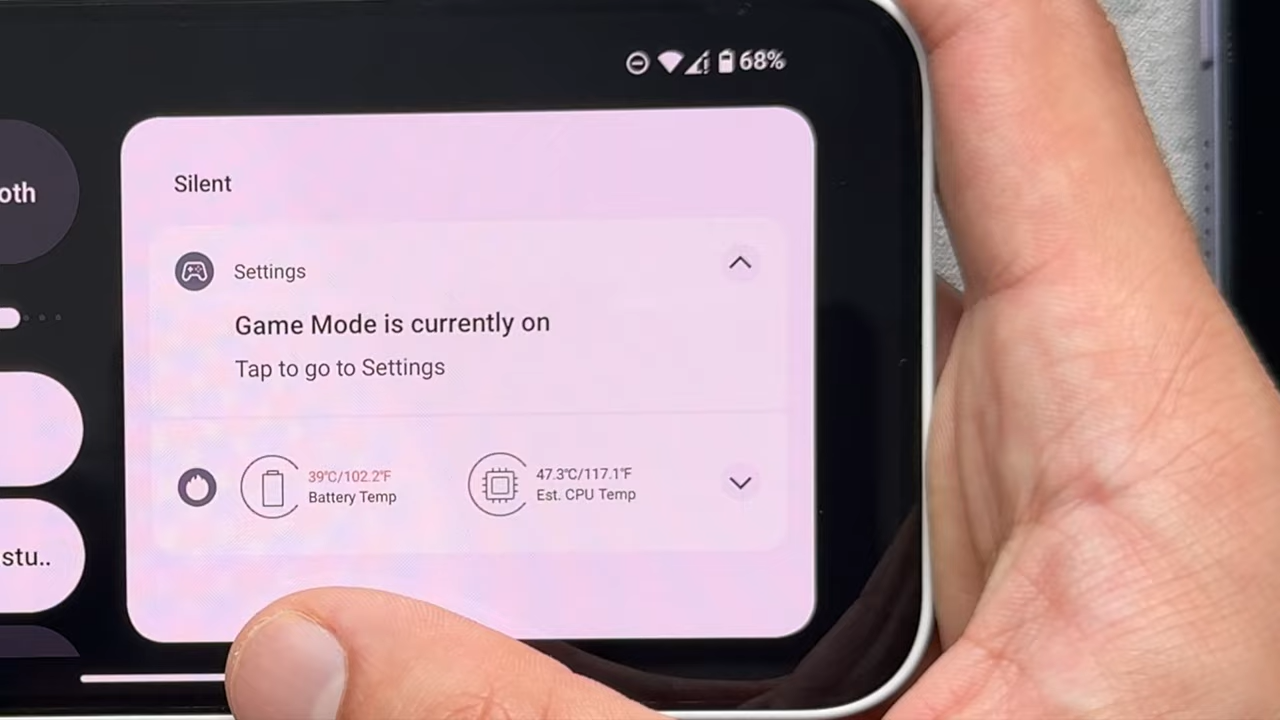 68%
oth
Silent
Settings
Game Mode is currently on
Tap to go to Settings
39°C/102.2°F
Battery Temp
47.3°C/117.1°F
Est. CPU Temp
stu..